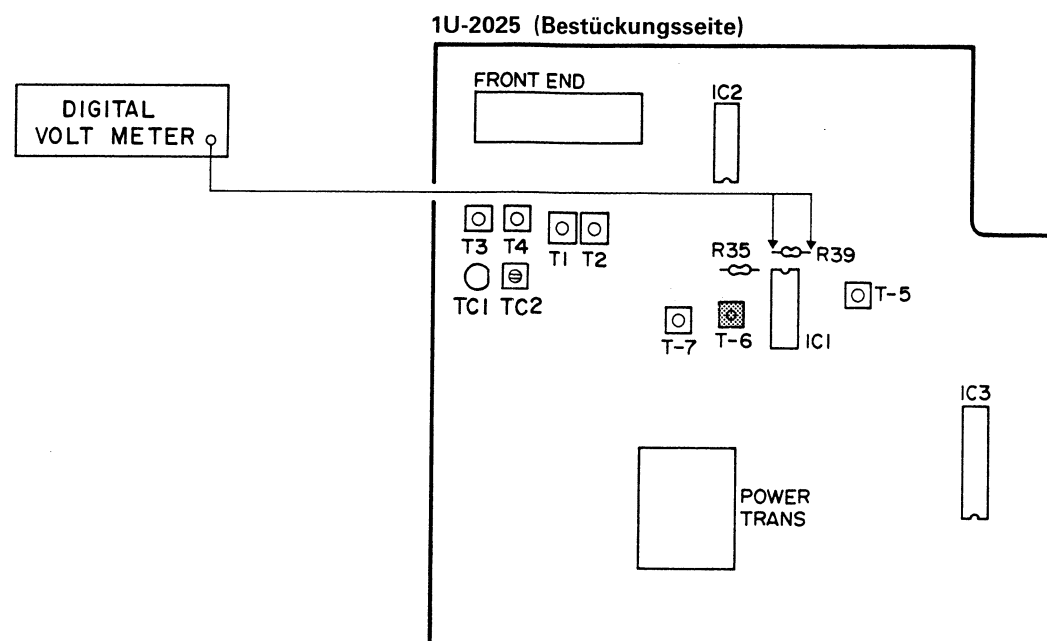 1U-2025 (Bestückungsseite)
FRONT END
IC2
DIGITAL
VOLT METER
T3 T4 T1 T2
R35 R39
TC1 TC2
T-5
T-7 T-6 IC1
IC3
POWER
TRANS